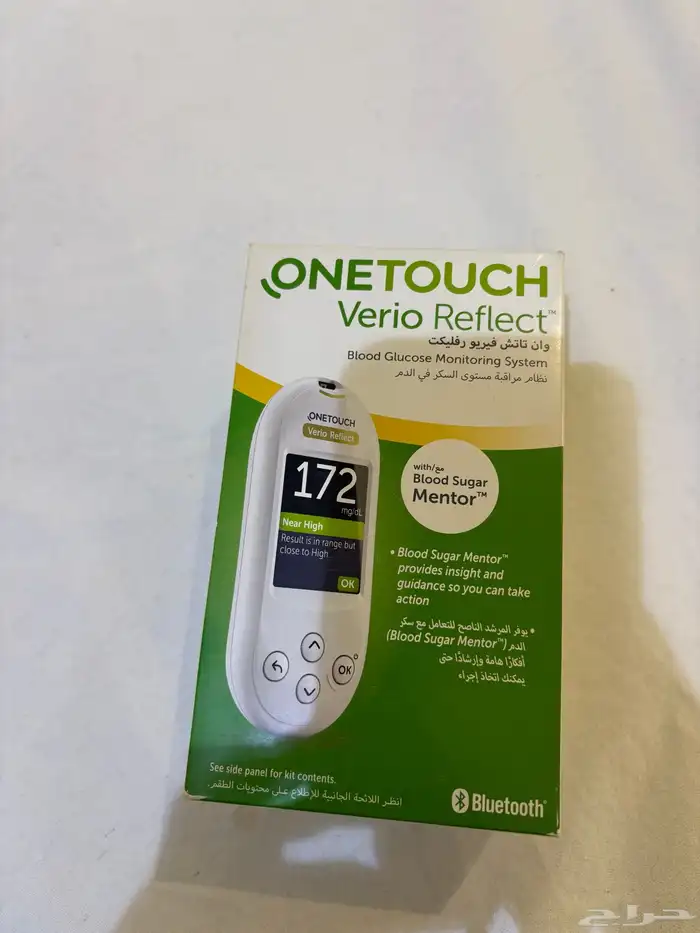 ONETOUCH
Verio Reflect™
وان تاتش فيريو رفليكت
Blood Glucose Monitoring System
نظام مراقبة مستوى السكر في الدم
ONETOUCH
Verio Reflect
172
mg/dL
Near High
Result is in range but
close to High
OK
OK
with/مع
Blood Sugar
Mentor™
• Blood Sugar Mentor™
provides insight and
guidance so you can take
action
• يوفر المرشد الناصح للتعامل مع سكر
الدم (Blood Sugar Mentor™)
أفكارًا هامة وإرشادًا حتى
يمكنك اتخاذ إجراء
See side panel for kit contents.
انظر اللائحة الجانبية للإطلاع على محتويات الطقم.
Bluetooth®
حراج